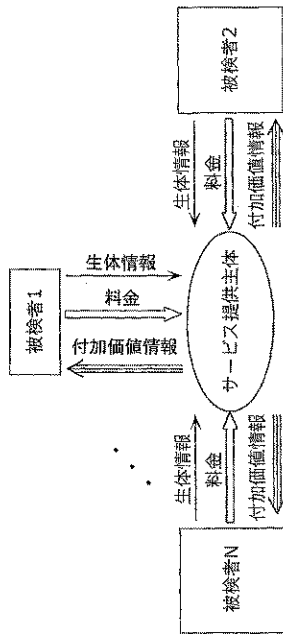 被検者1
生体情報
料金
付加価値情報
被検者2
生体情報
料金
付加価値情報
サービス提供主体
被検者N
生体情報
料金
付加価値情報